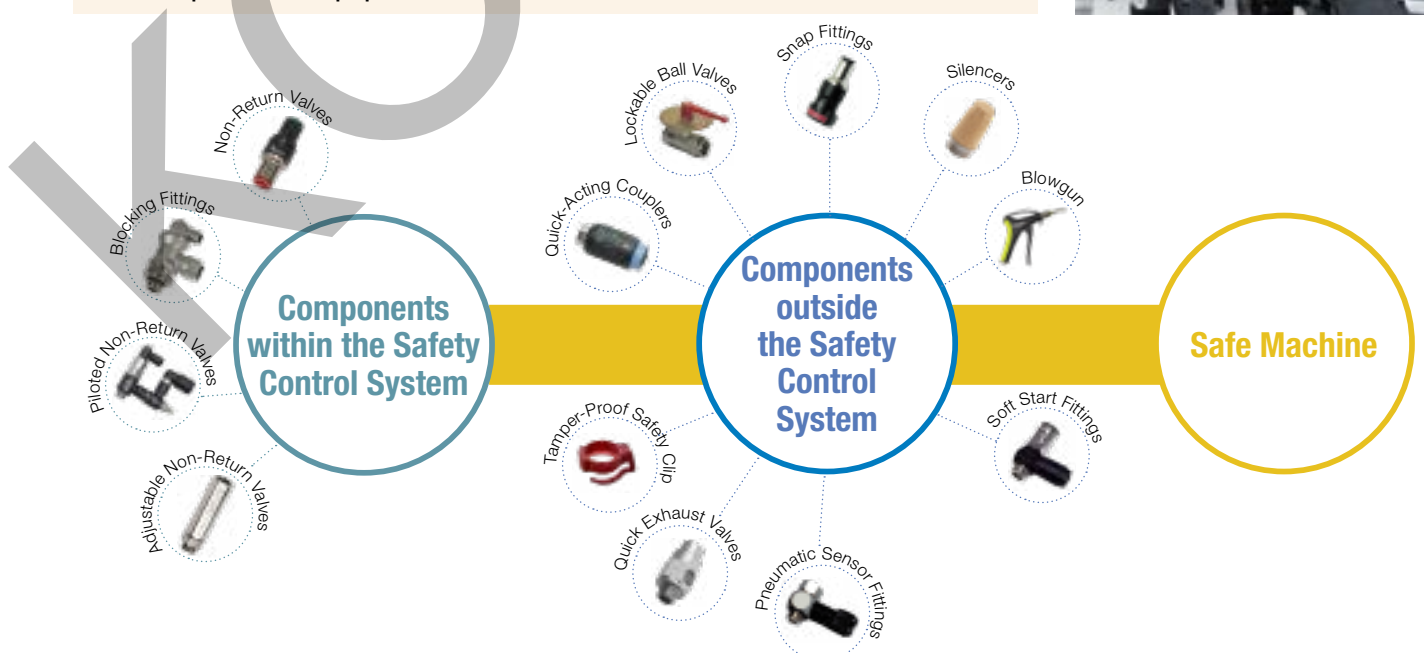 Snap Fittings
Lockable Ball Valves
Silencers
Non-Return Valves
Blowgun
Quick-Acting Couplers
Blocking Fittings
Components
within the Safety
Control System
Components
outside
the Safety
Control
System
Safe Machine
Piloted Non-Return Valves
Soft Start Fittings
Tamper-Proof Safety Clip
Adjustable Non-Return Valves
Quick Exhaust Valves
Pneumatic Sensor Fittings